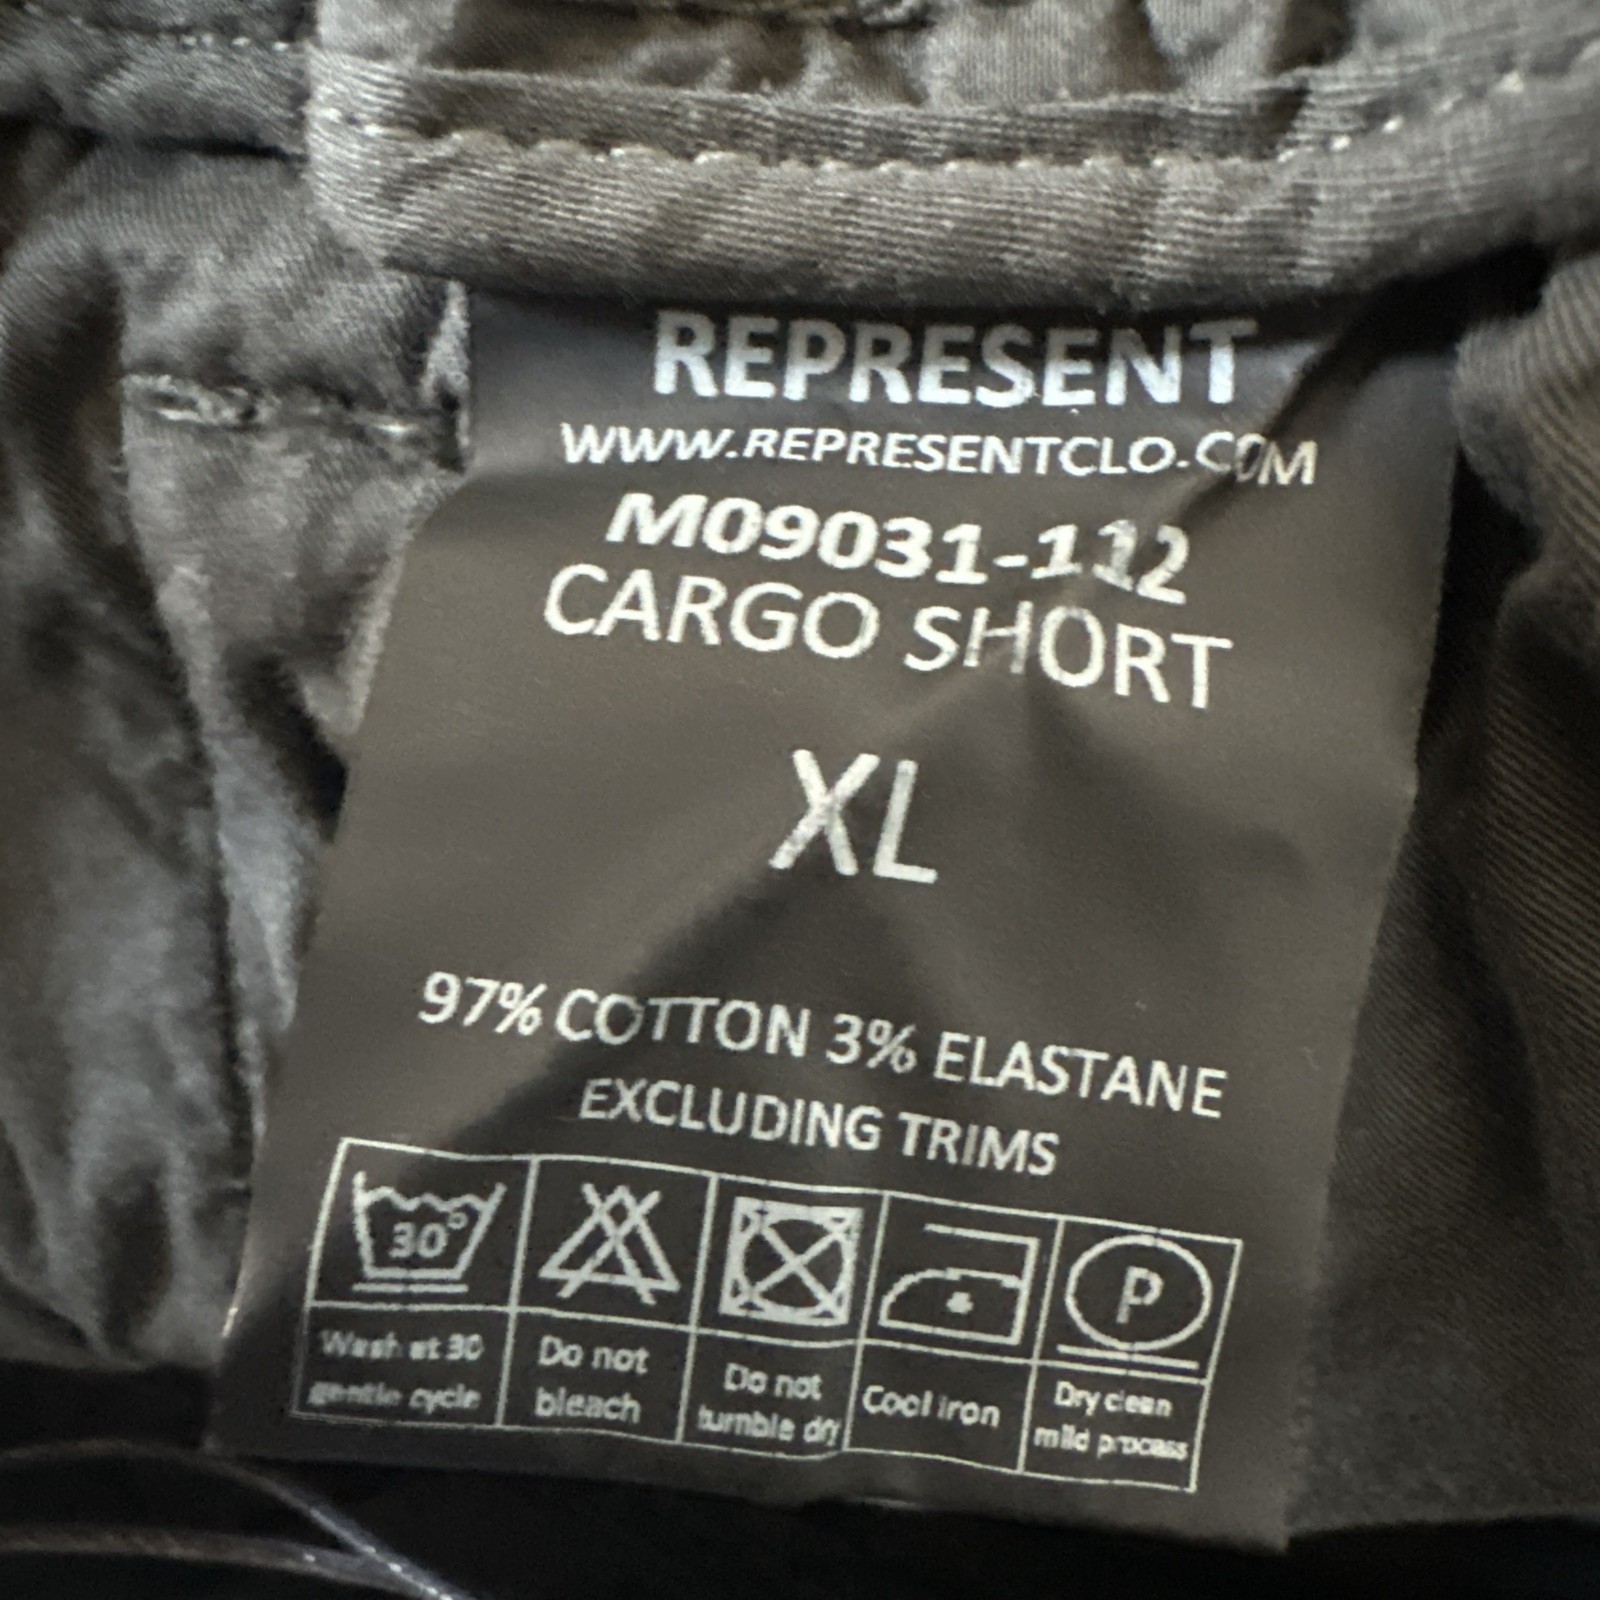 REPRESENT
WWW.REPRESENTCLO.COM
M09031-112
CARGO SHORT
XL
97% COTTON 3% ELASTANE
EXCLUDING TRIMS
30°
P
Wash at 30
gentle cycle
Do not
bleach
Do not
tumble dry
Cool iron
Dry clean
mild process